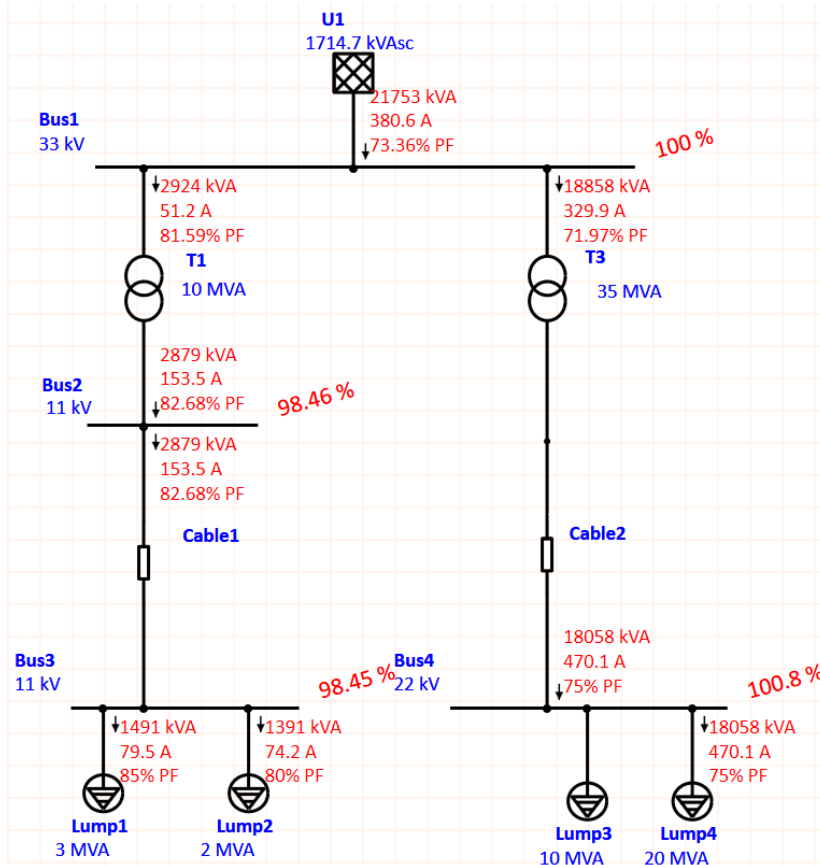 U1
1714.7 kVAsc
21753 kVA
380.6 A
73.36% PF
Bus1
33 kV
100 %
2924 kVA
51.2 A
81.59% PF
18858 kVA
329.9 A
71.97% PF
T1
10 MVA
T3
35 MVA
2879 kVA
153.5 A
82.68% PF
Bus2
11 kV
98.46 %
2879 kVA
153.5 A
82.68% PF
Cable1
Cable2
18058 kVA
470.1 A
75% PF
Bus3
11 kV
98.45 %
Bus4
22 kV
100.8 %
1491 kVA
79.5 A
85% PF
1391 kVA
74.2 A
80% PF
18058 kVA
470.1 A
75% PF
Lump1
3 MVA
Lump2
2 MVA
Lump3
10 MVA
Lump4
20 MVA